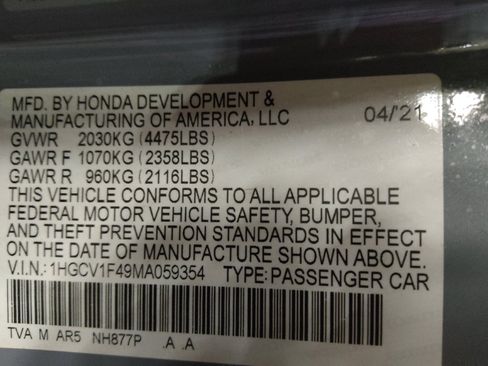 MFD. BY HONDA DEVELOPMENT &
MANUFACTURING OF AMERICA, LLC 04/21
GVWR 2030KG (4475LBS)
GAWR F 1070KG (2358LBS)
GAWR R 960KG (2116LBS)
THIS VEHICLE CONFORMS TO ALL APPLICABLE
FEDERAL MOTOR VEHICLE SAFETY, BUMPER,
AND THEFT PREVENTION STANDARDS IN EFFECT
ON THE DATE OF MANUFACTURE SHOWN ABOVE.
V.I.N.: 1HGCV1F49MA059354 TYPE: PASSENGER CAR
TVA M AR5 NH877P .A .A